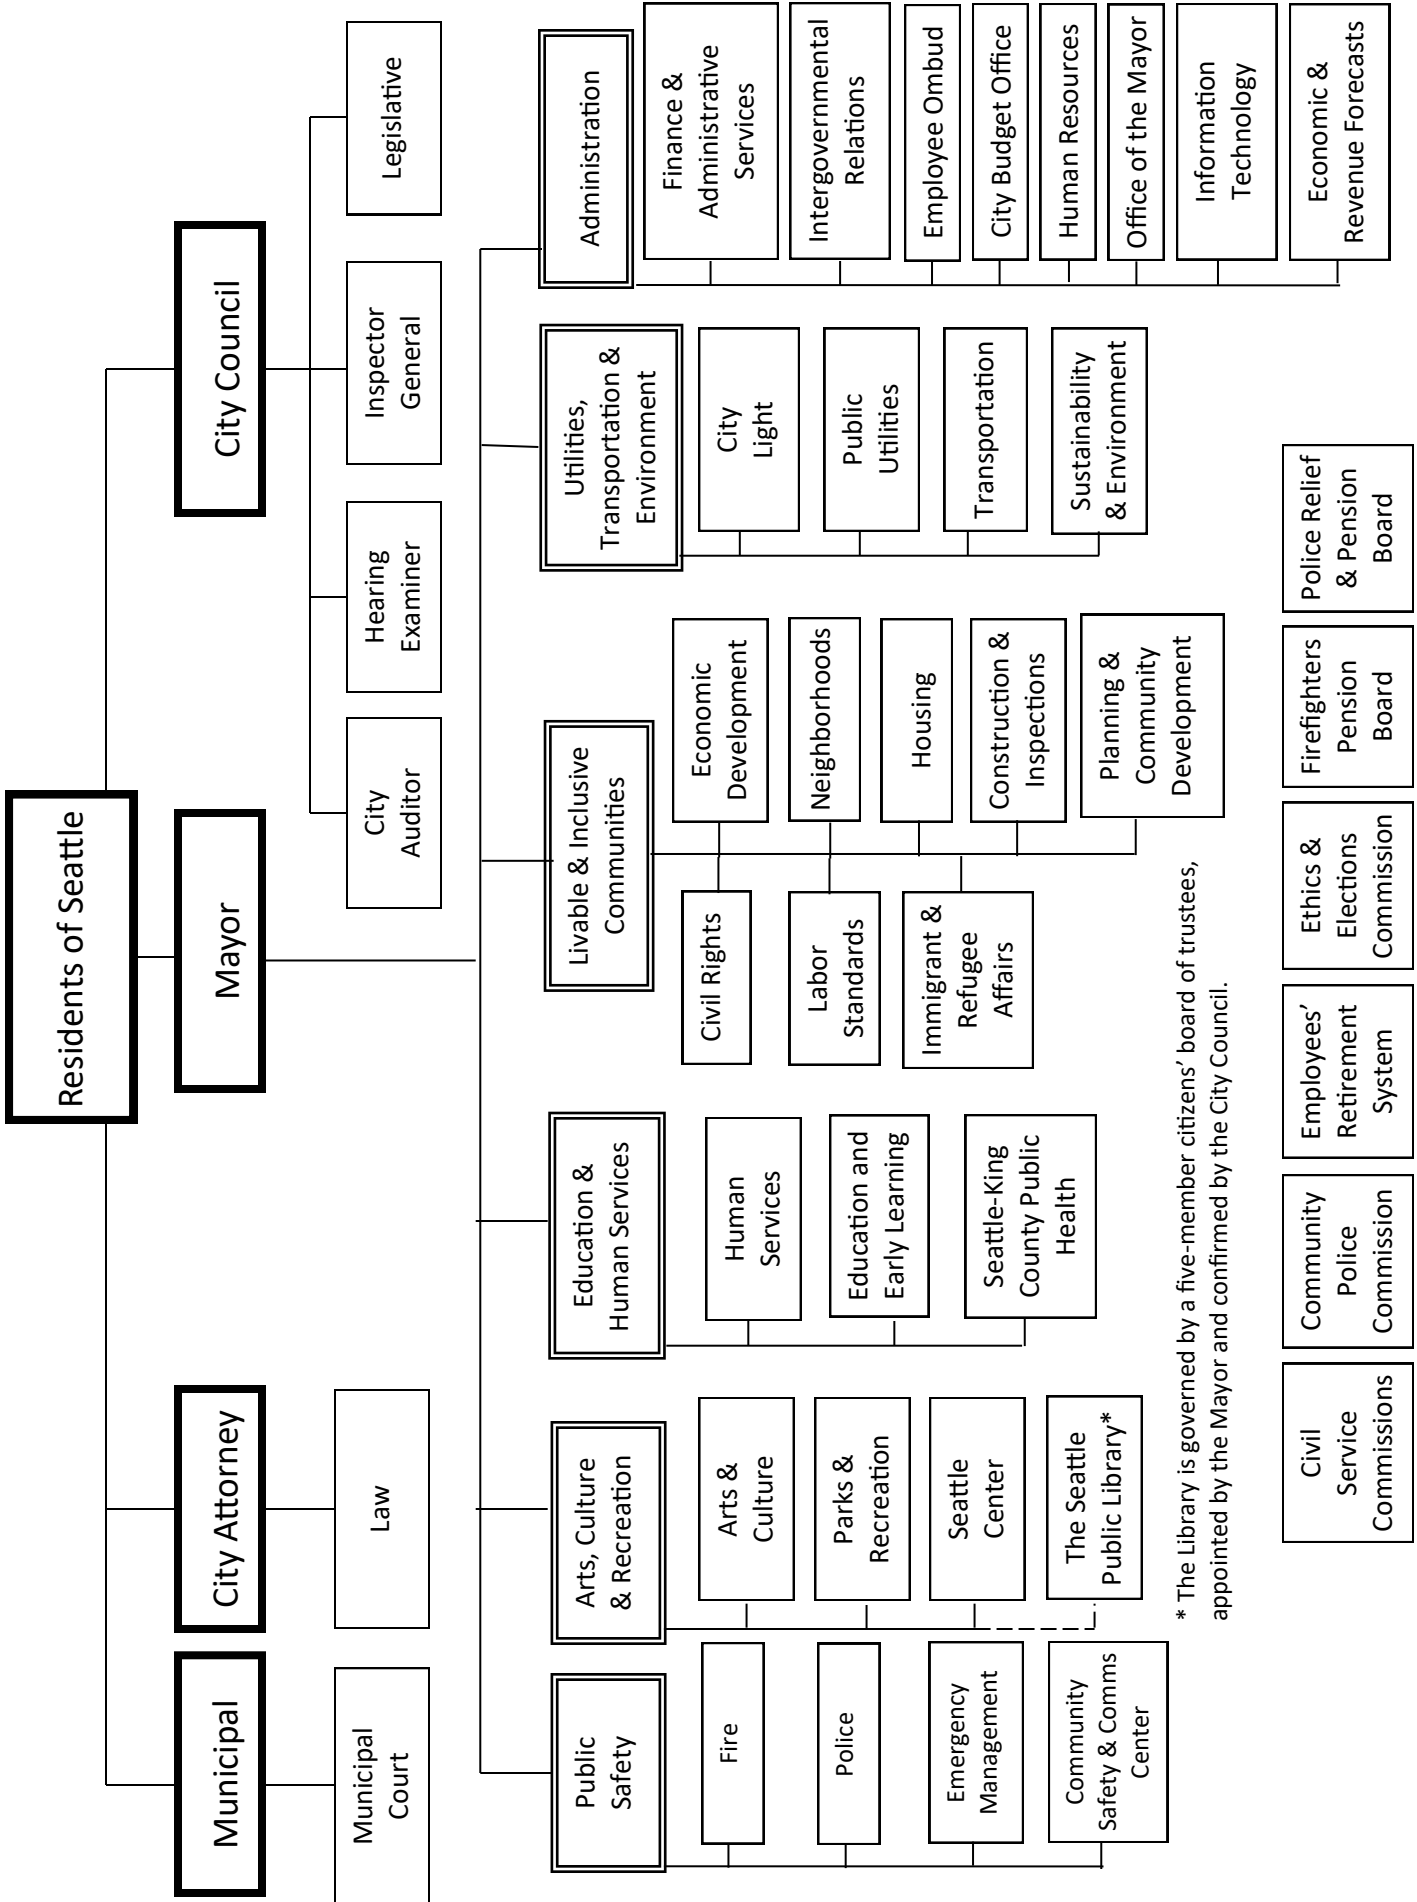 Residents of Seattle
Municipal
City Attorney
Mayor
City Council
Municipal
Court
Law
City
Auditor
Hearing
Examiner
Inspector
General
Legislative
Public
Safety
Fire
Police
Emergency
Management
Community
Safety & Comms
Center
Arts, Culture
& Recreation
Arts &
Culture
Parks &
Recreation
Seattle
Center
The Seattle
Public Library*
Education &
Human Services
Human
Services
Education and
Early Learning
Seattle-King
County Public
Health
Livable & Inclusive
Communities
Civil Rights
Labor
Standards
Immigrant &
Refugee
Affairs
Economic
Development
Neighborhoods
Housing
Construction &
Inspections
Planning &
Community
Development
Utilities,
Transportation &
Environment
City
Light
Public
Utilities
Transportation
Sustainability
& Environment
Administration
Finance &
Administrative
Services
Intergovernmental
Relations
Employee Ombud
City Budget Office
Human Resources
Office of the Mayor
Information
Technology
Economic &
Revenue Forecasts
* The Library is governed by a five-member citizens’ board of trustees,
appointed by the Mayor and confirmed by the City Council.
Civil
Service
Commissions
Community
Police
Commission
Employees’
Retirement
System
Ethics &
Elections
Commission
Firefighters
Pension
Board
Police Relief
& Pension
Board